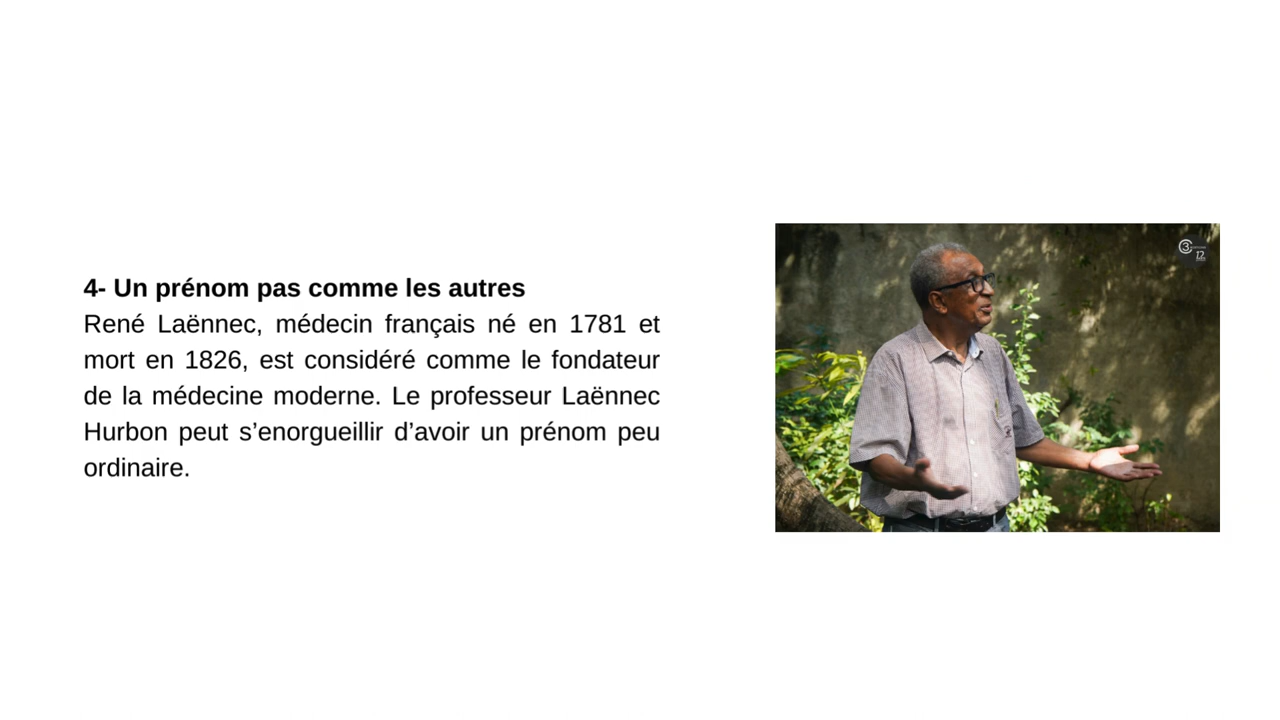 4- Un prénom pas comme les autres
René Laënnec, médecin français né en 1781 et
mort en 1826, est considéré comme le fondateur
de la médecine moderne. Le professeur Laënnec
Hurbon peut s’enorgueillir d’avoir un prénom peu
ordinaire.
3
12